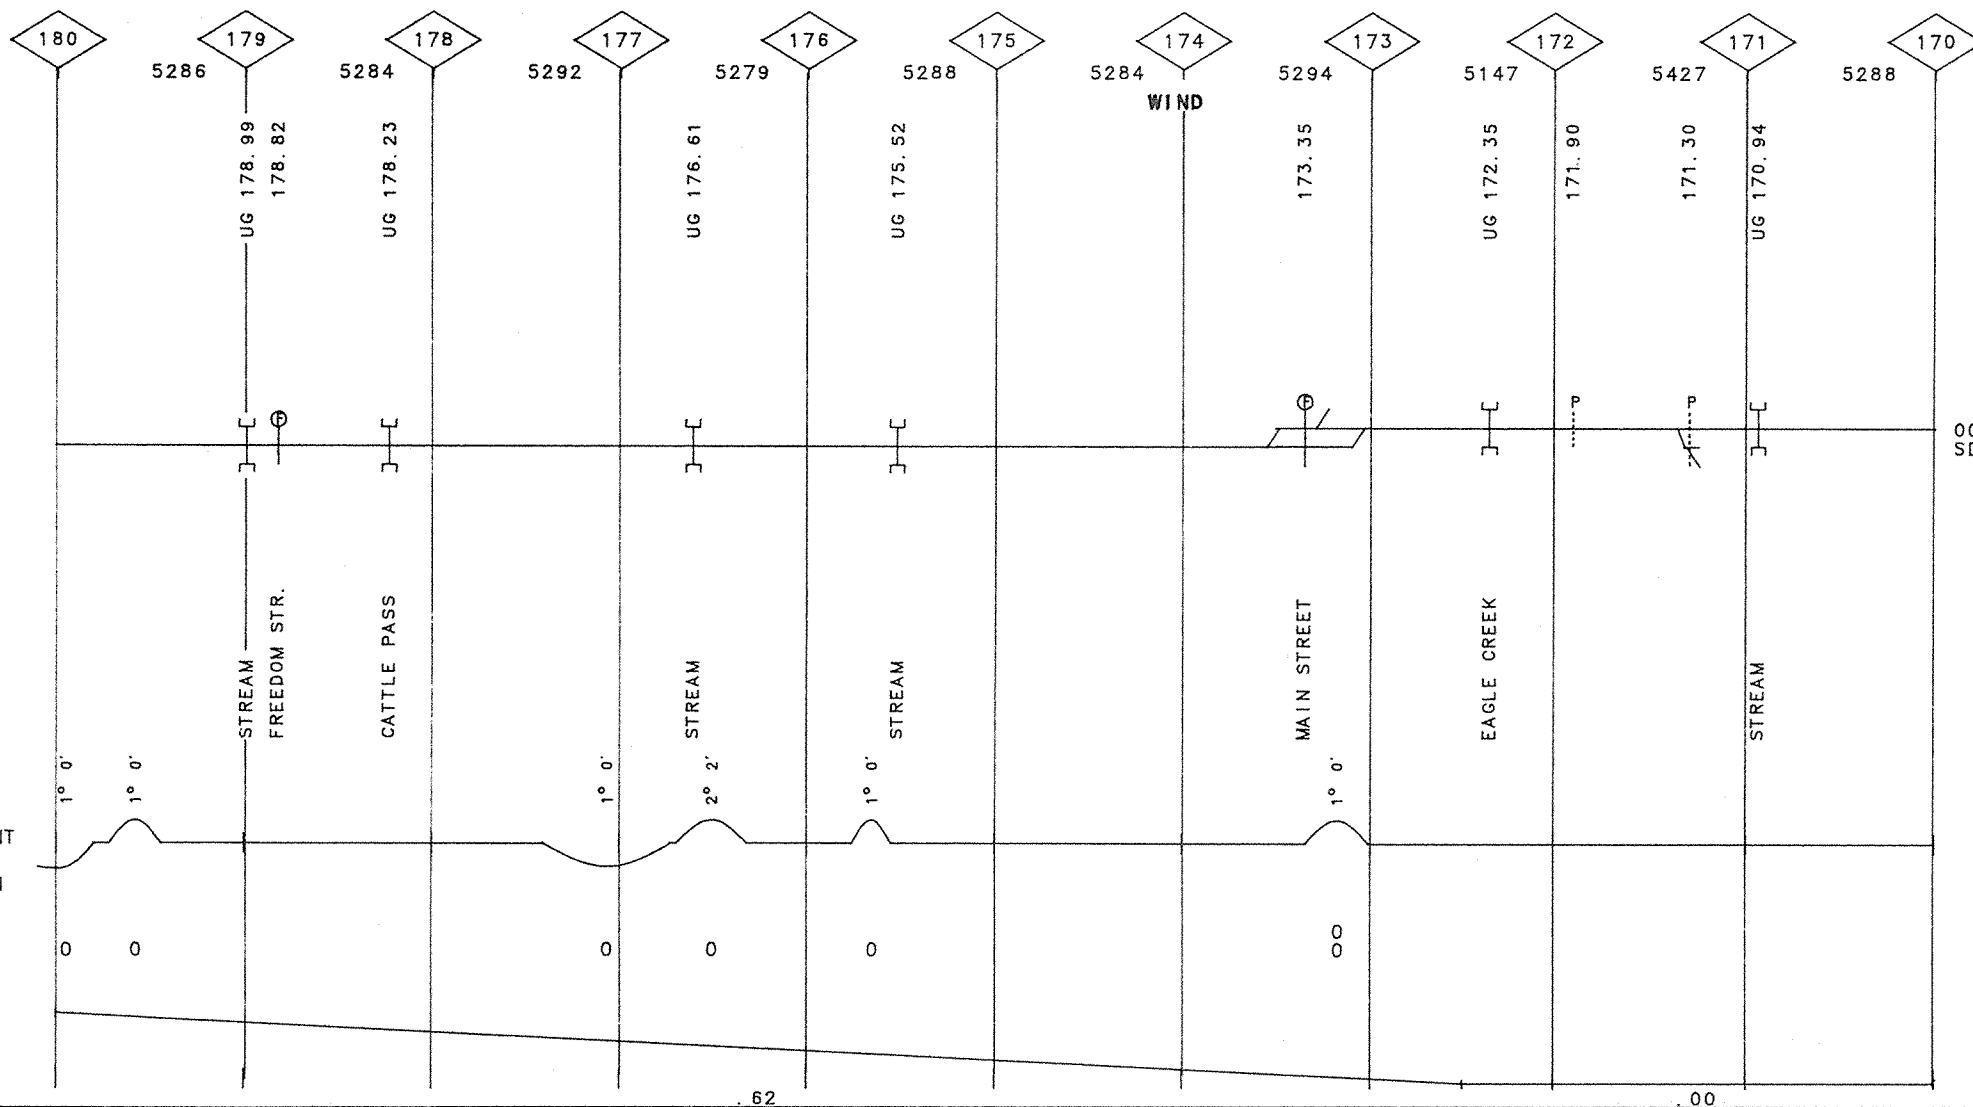 180 179 178 177 176 175 174 173 172 171 170
5286 5284 5292 5279 5288 5284 5294 5147 5427 5288
WIND
UG 178.99
178.82
UG 178.23
UG 176.61
UG 175.52
173.35
UG 172.35
171.90
171.30
UG 170.94
F
F
P
P
STREAM
FREEDOM STR.
CATTLE PASS
STREAM
STREAM
MAIN STREET
EAGLE CREEK
STREAM
1° 0'
1° 0'
1° 0'
2° 2'
1° 0'
1° 0'
0 0 0 0 0 0
0
.62 .00